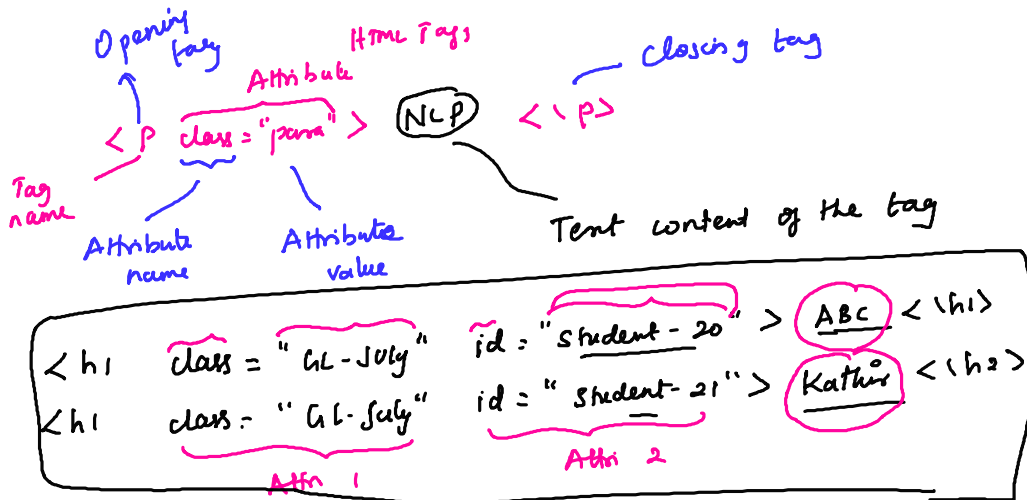 Opening tag
HTML Tags
Attribute
closing tag
< P class = "para" > NLP < \ p>
Tag name
Attribute name
Attribute value
Text content of the tag
< h1 class = "GL-July" id = "Student-20" > ABC < \h1>
< h1 class = "GL-July" id = "Student-21" > Kathir < \h2>
Attri 1
Attri 2